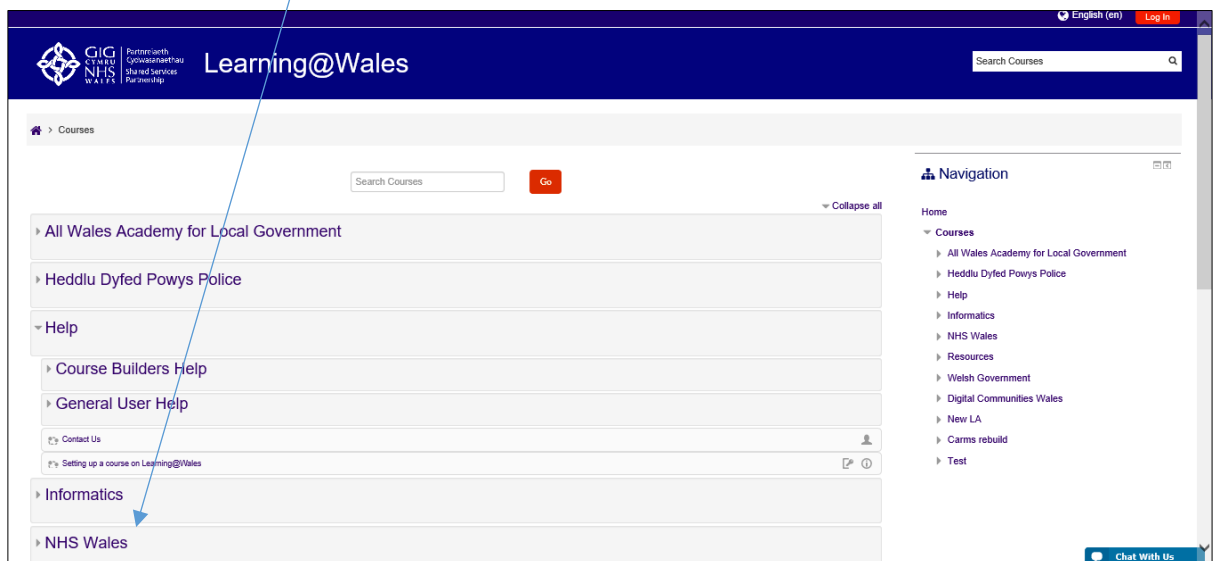 English (en)
Log In
GIG
CYMRU
NHS
WALES
Partneriaeth
Cydwasanaethau
Shared Services
Partnership
Learning@Wales
Search Courses
> Courses
Search Courses
Go
Collapse all
All Wales Academy for Local Government
Heddlu Dyfed Powys Police
Help
Course Builders Help
General User Help
Contact Us
Setting up a course on Learning@Wales
Informatics
NHS Wales
Navigation
Home
Courses
All Wales Academy for Local Government
Heddlu Dyfed Powys Police
Help
Informatics
NHS Wales
Resources
Welsh Government
Digital Communities Wales
New LA
Carms rebuild
Test
Chat With Us